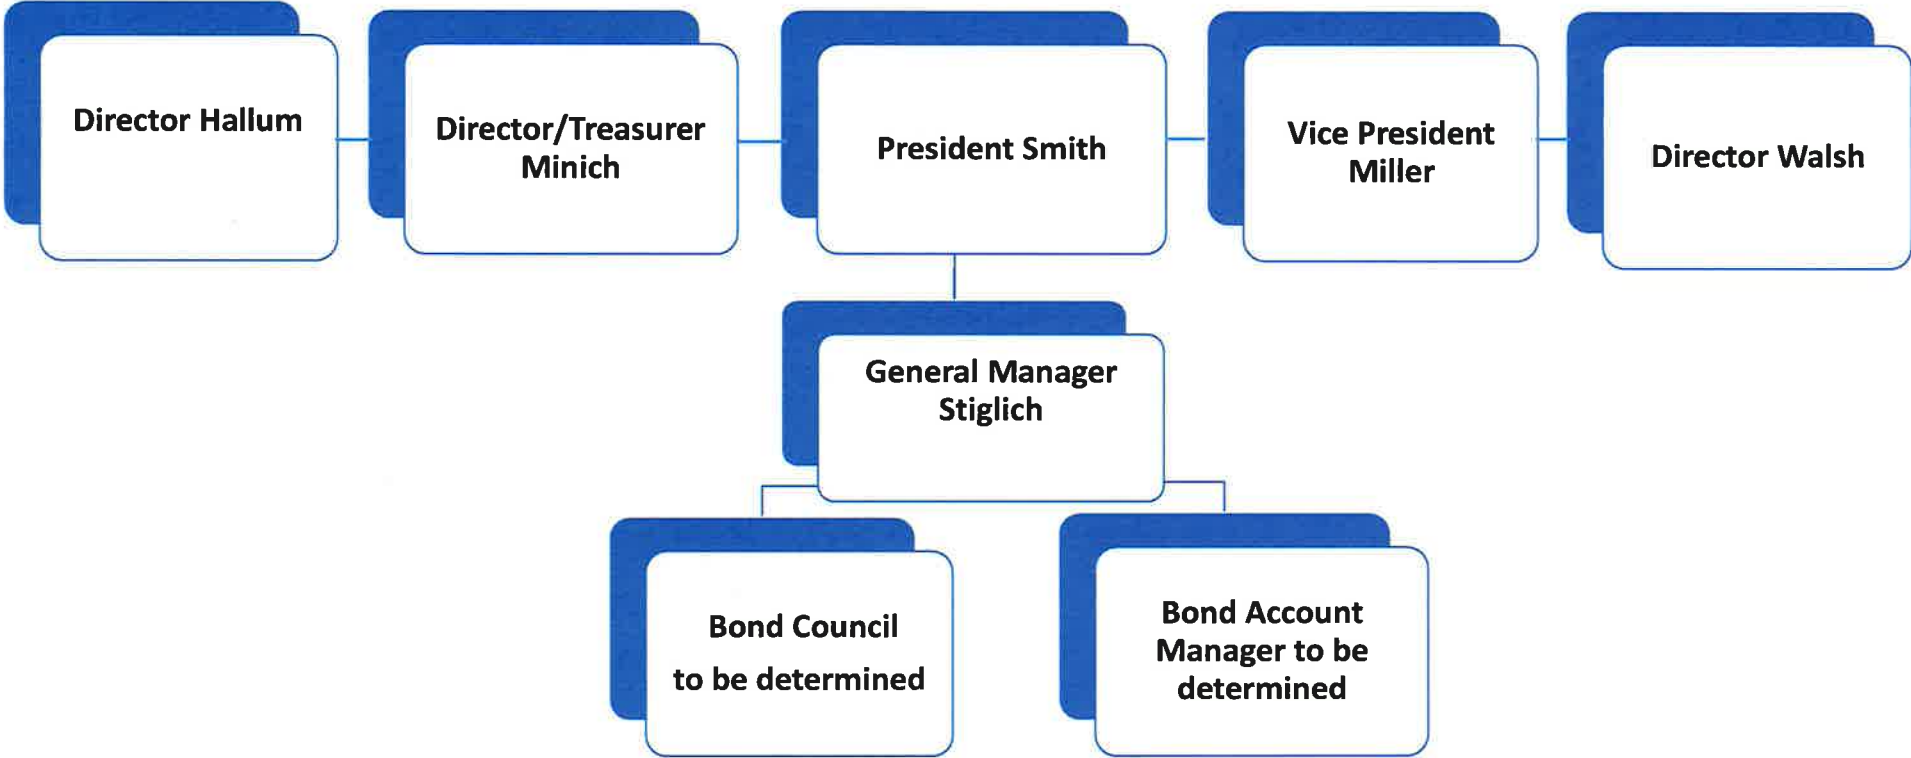 Director Hallum
Director/Treasurer
Minich
President Smith
Vice President
Miller
Director Walsh
General Manager
Stiglich
Bond Council
to be determined
Bond Account
Manager to be
determined